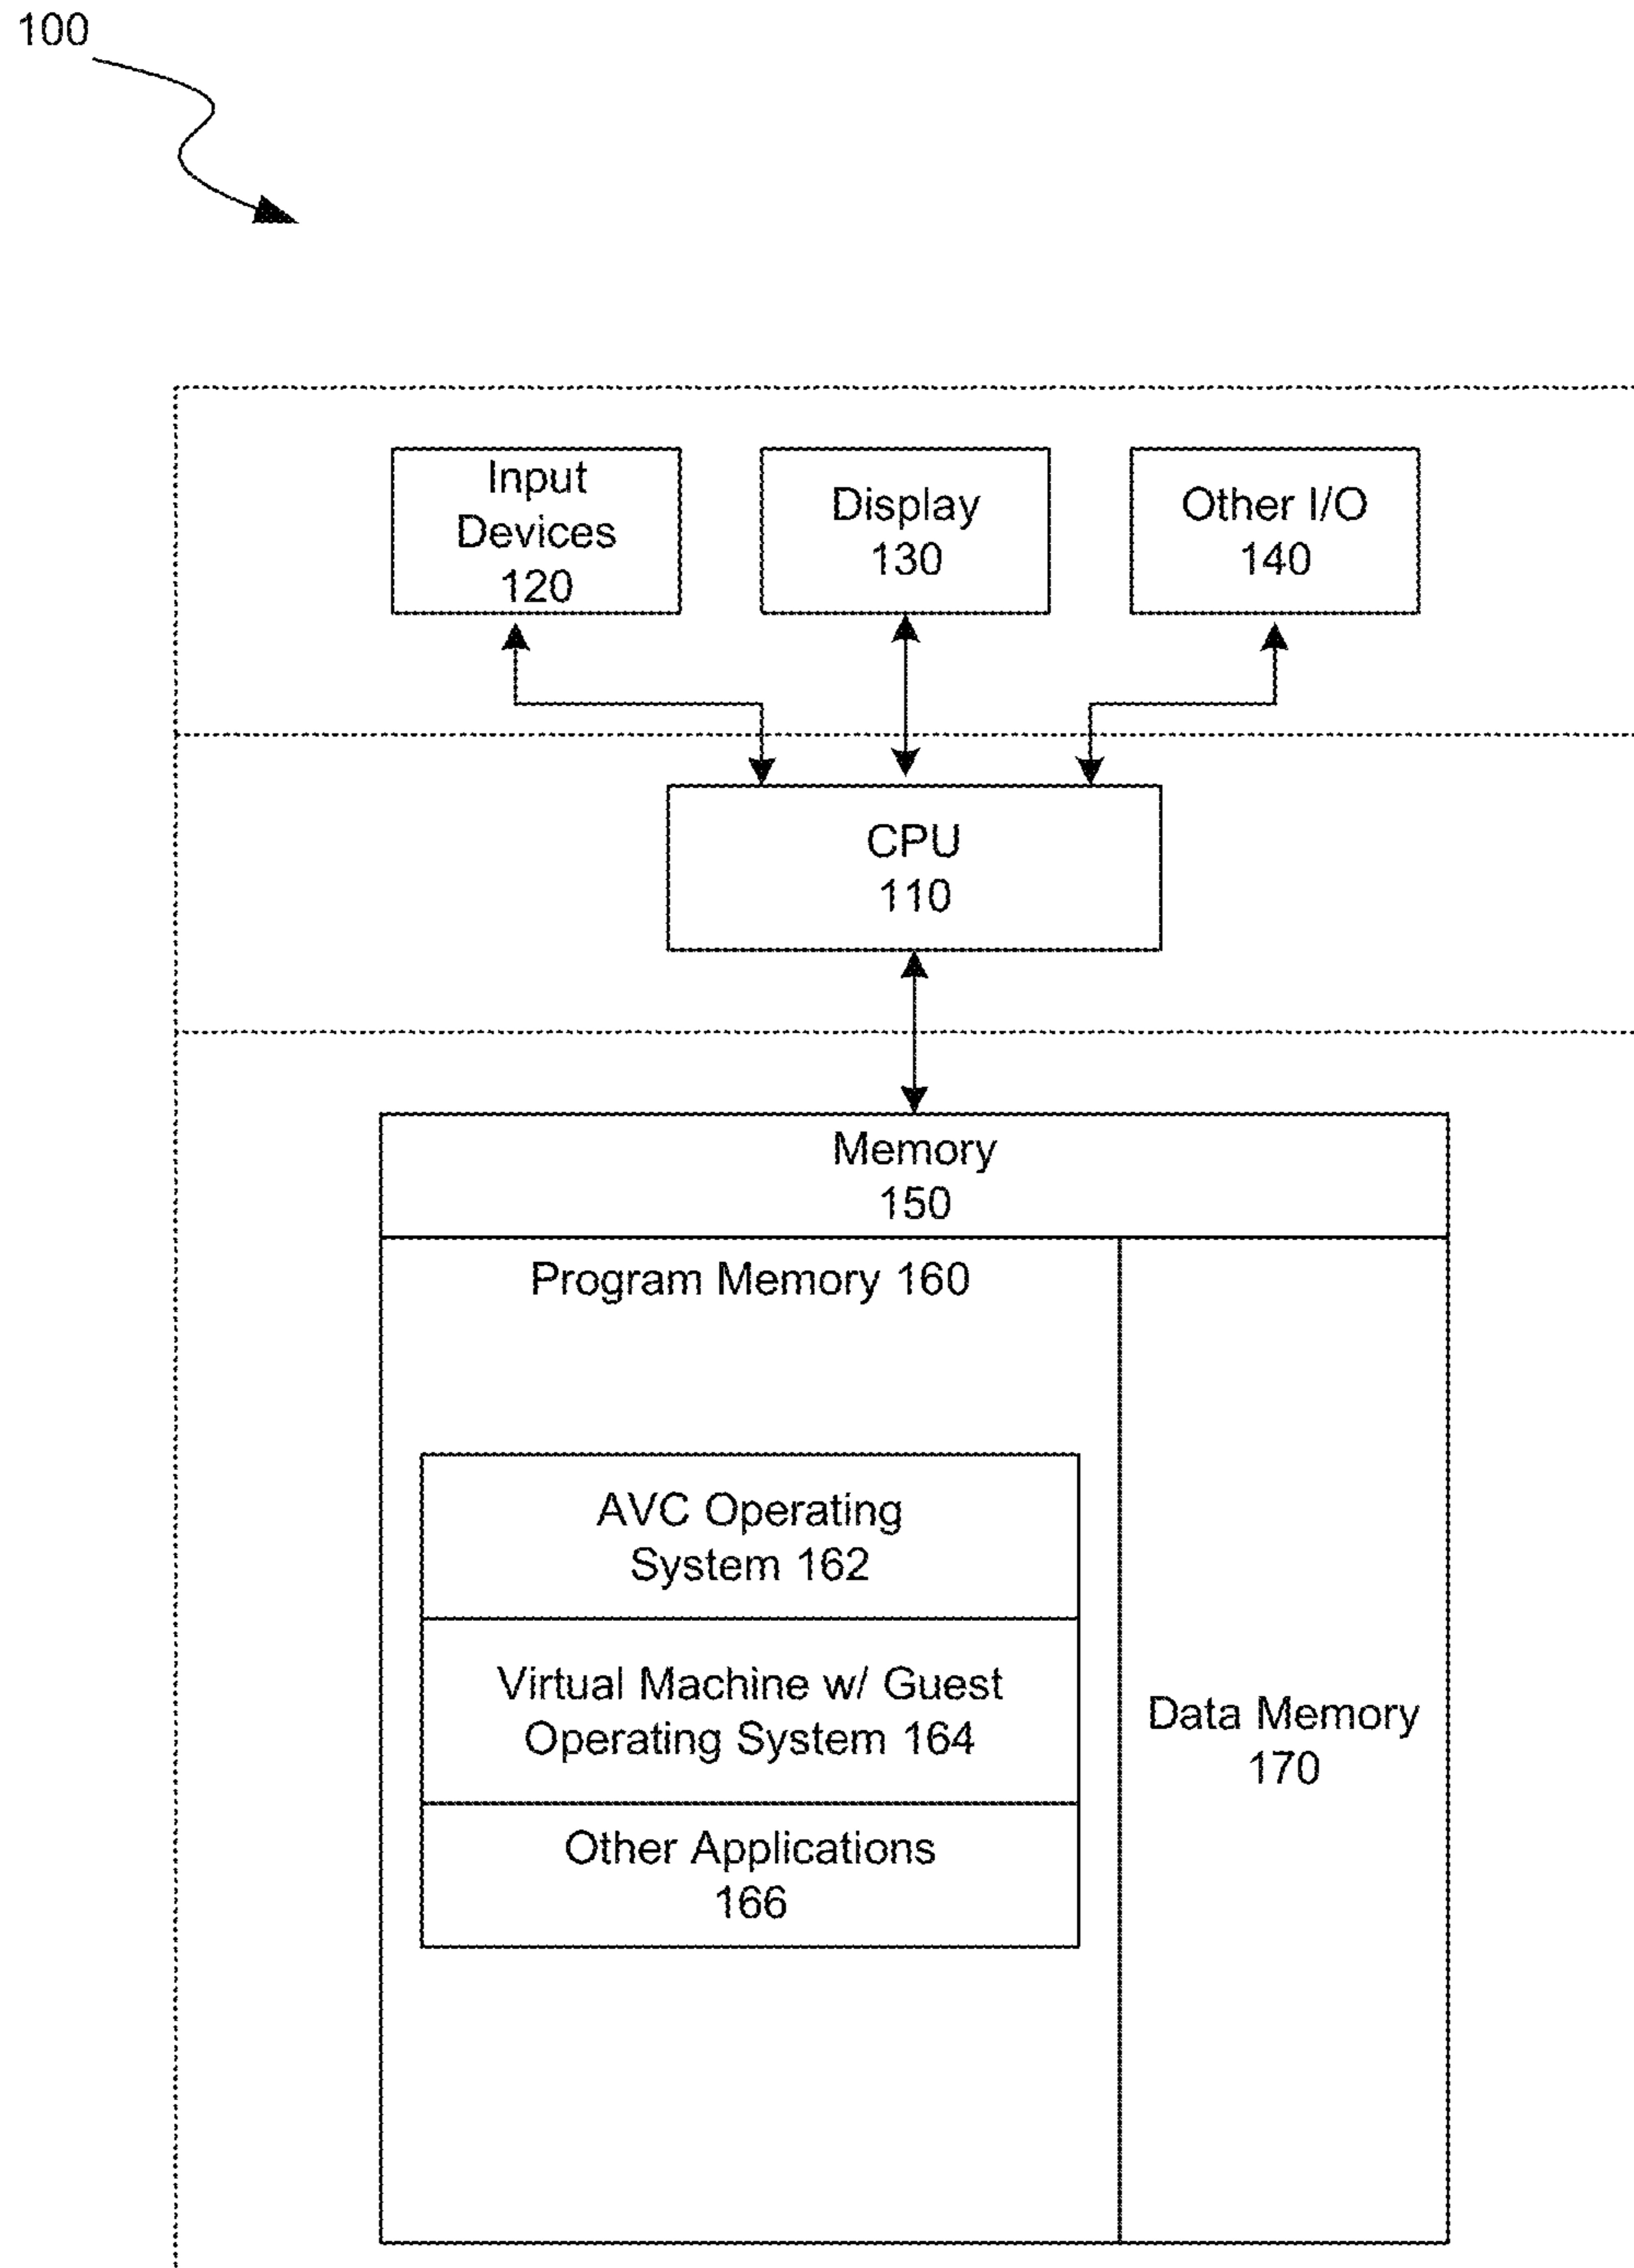 100
Input
Devices
120
Display
130
Other I/O
140
CPU
110
Memory
150
Program Memory 160
AVC Operating
System 162
Virtual Machine w/ Guest
Operating System 164
Other Applications
166
Data Memory
170